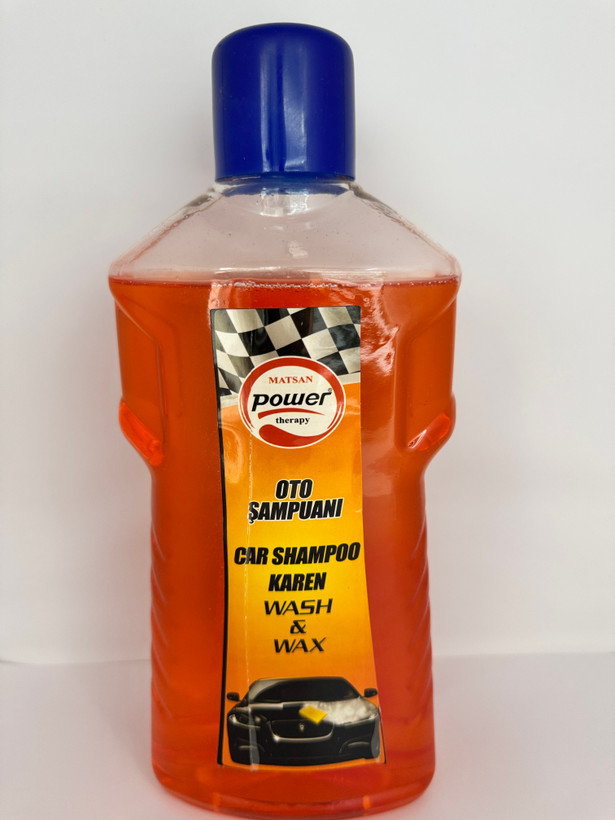 MATSAN
power
therapy
OTO
ŞAMPUANI
CAR SHAMPOO
KAREN
WASH
&
WAX